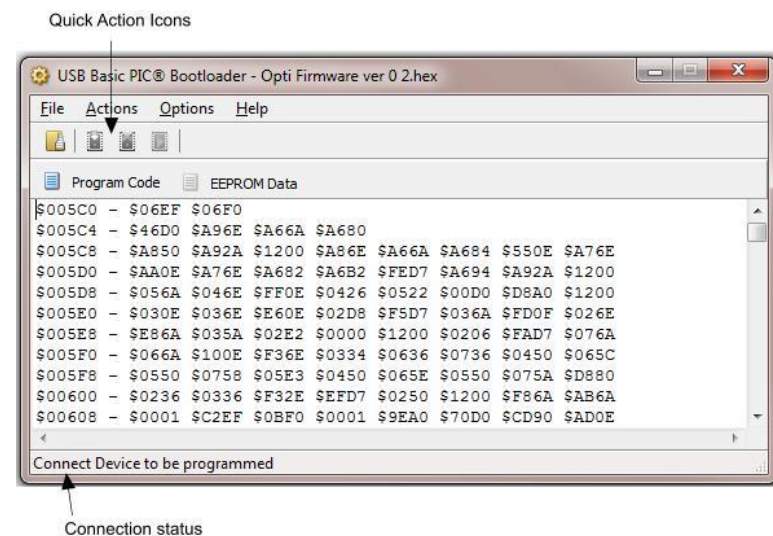 Quick Action Icons
USB Basic PIC® Bootloader - Opti Firmware ver 0 2.hex
File Actions Options Help
Program Code EEPROM Data
$005C0 - $06EF $06F0
$005C4 - $46D0 $A96E $A66A $A680
$005C8 - $A850 $A92A $1200 $A86E $A66A $A684 $550E $A76E
$005D0 - $AA0E $A76E $A682 $A6B2 $FED7 $A694 $A92A $1200
$005D8 - $056A $046E $FF0E $0426 $0522 $00D0 $D8A0 $1200
$005E0 - $030E $036E $E60E $02D8 $F5D7 $036A $FD0F $026E
$005E8 - $E86A $035A $02E2 $0000 $1200 $0206 $FAD7 $076A
$005F0 - $066A $100E $F36E $0334 $0636 $0736 $0450 $065C
$005F8 - $0550 $0758 $05E3 $0450 $065E $0550 $075A $D880
$00600 - $0236 $0336 $F32E $EFD7 $0250 $1200 $F86A $AB6A
$00608 - $0001 $C2EF $0BF0 $0001 $9EA0 $70D0 $CD90 $AD0E
Connect Device to be programmed
Connection status